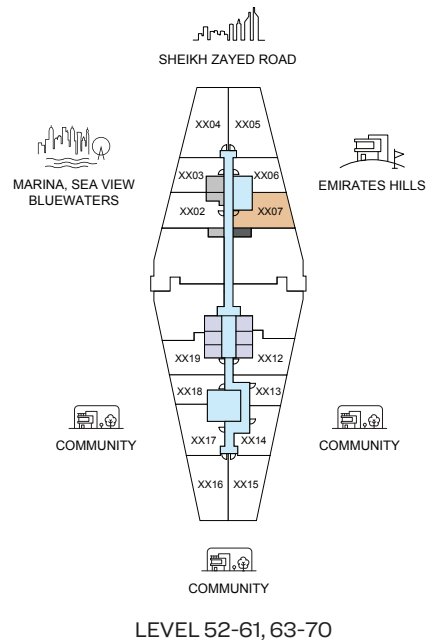 SHEIKH ZAYED ROAD
XX04 XX05
MARINA, SEA VIEW
BLUEWATERS
XX03 XX06
EMIRATES HILLS
XX02 XX07
XX19 XX12
XX18 XX13
COMMUNITY
COMMUNITY
XX17 XX14
XX16 XX15
COMMUNITY
LEVEL 52-61, 63-70